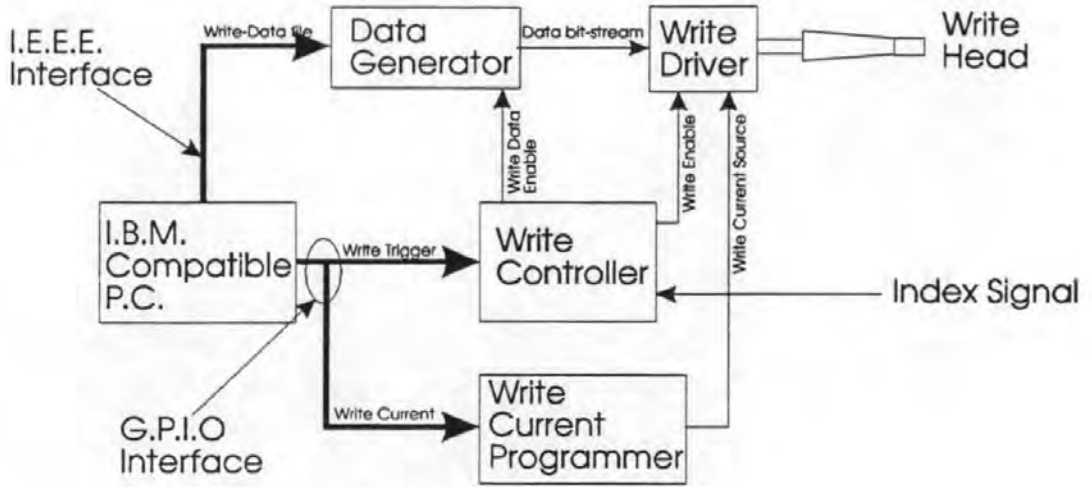 I.E.E.E.
Interface
Write-Data file
Data
Generator
Data bit-stream
Write
Driver
Write
Head
Write Data
Enable
Write Enable
Write Current Source
I.B.M.
Compatible
P.C.
Write Trigger
Write
Controller
Index Signal
G.P.I.O
Interface
Write Current
Write
Current
Programmer